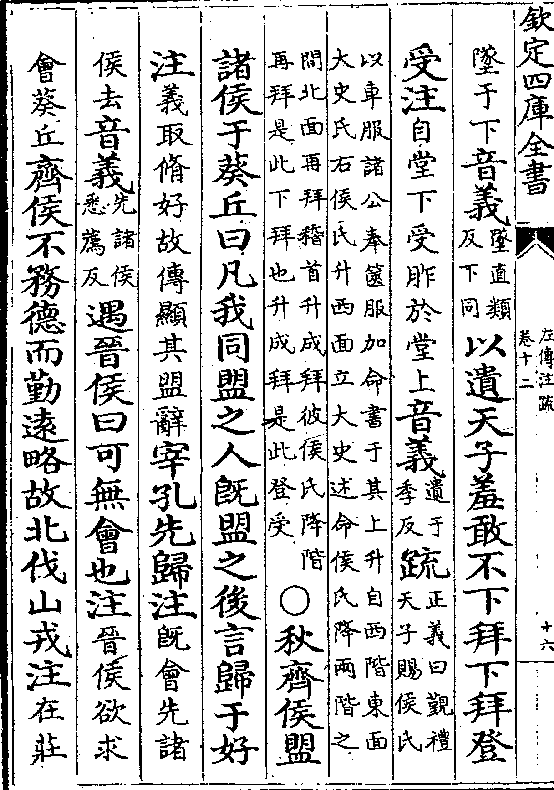 欽定四庫全書
左傳注疏
卷十二
十六
墜于下音義墜直類反下同以遺天子羞敢不下拜下拜登
受注自堂下受胙於堂上音義遺于季反疏正義曰覲禮天子賜侯氏
以車服諸公奉篋服加命書于其上升自西階東面
大史氏右侯氏升西面立大史述命侯氏降兩階之
間北面再拜稽首升成拜彼侯氏降階
再拜是此下拜也升成拜是此登受
○秋齊侯盟
諸侯于葵丘曰凡我同盟之人既盟之後言歸于好
注義取脩好故傳顯其盟辭宰孔先歸注既會先諸
侯去音義先諸侯悉薦反遇晉侯曰可無會也注晉侯欲求
會葵丘齊侯不務德而勤遠略故北伐山戎注在莊